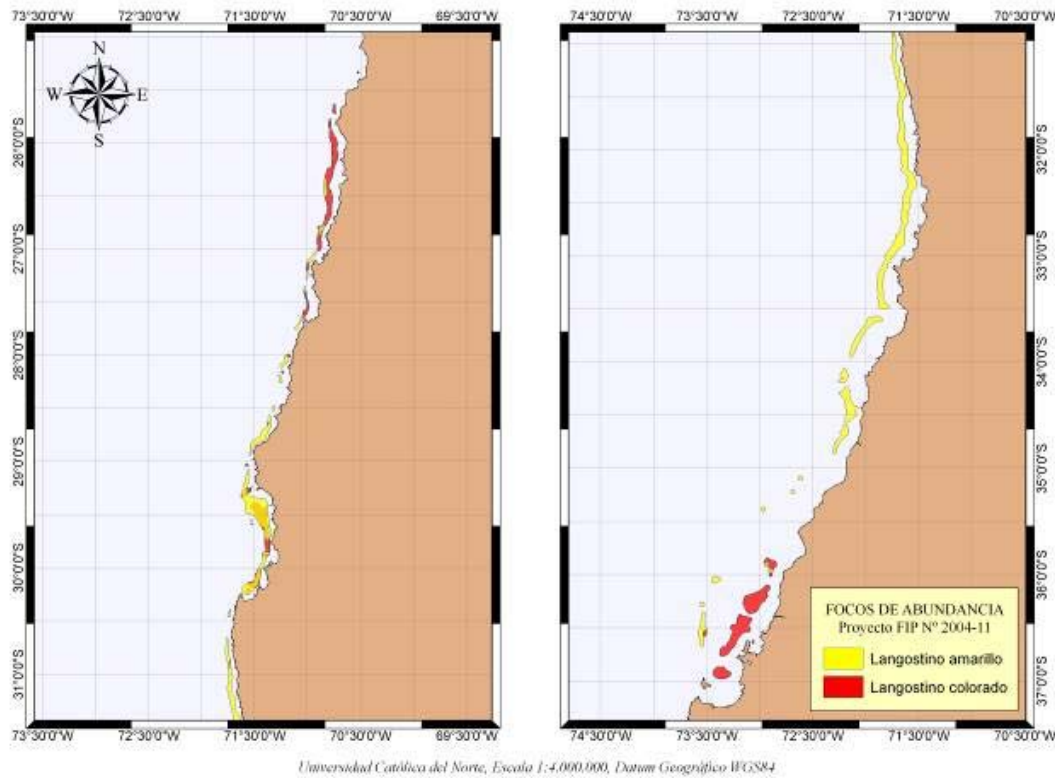 73°30'0"W 72°30'0"W 71°30'0"W 70°30'0"W
73°30'0"W 72°30'0"W 71°30'0"W 70°30'0"W
N
W E
S
26°0'0"S
27°0'0"S
28°0'0"S
29°0'0"S
30°0'0"S
31°0'0"S
32°0'0"S
33°0'0"S
34°0'0"S
35°0'0"S
36°0'0"S
37°0'0"S
FOCOS DE ABUNDANCIA
Proyecto FIP Nº 2004-11
Langostino amarillo
Langostino colorado
73°30'0"W 72°30'0"W 71°30'0"W 70°30'0"W 69°30'0"W
74°30'0"W 73°30'0"W 72°30'0"W 71°30'0"W 70°30'0"W
Universidad Católica del Norte, Escala 1:4.000.000, Datum Geográfico WGS84